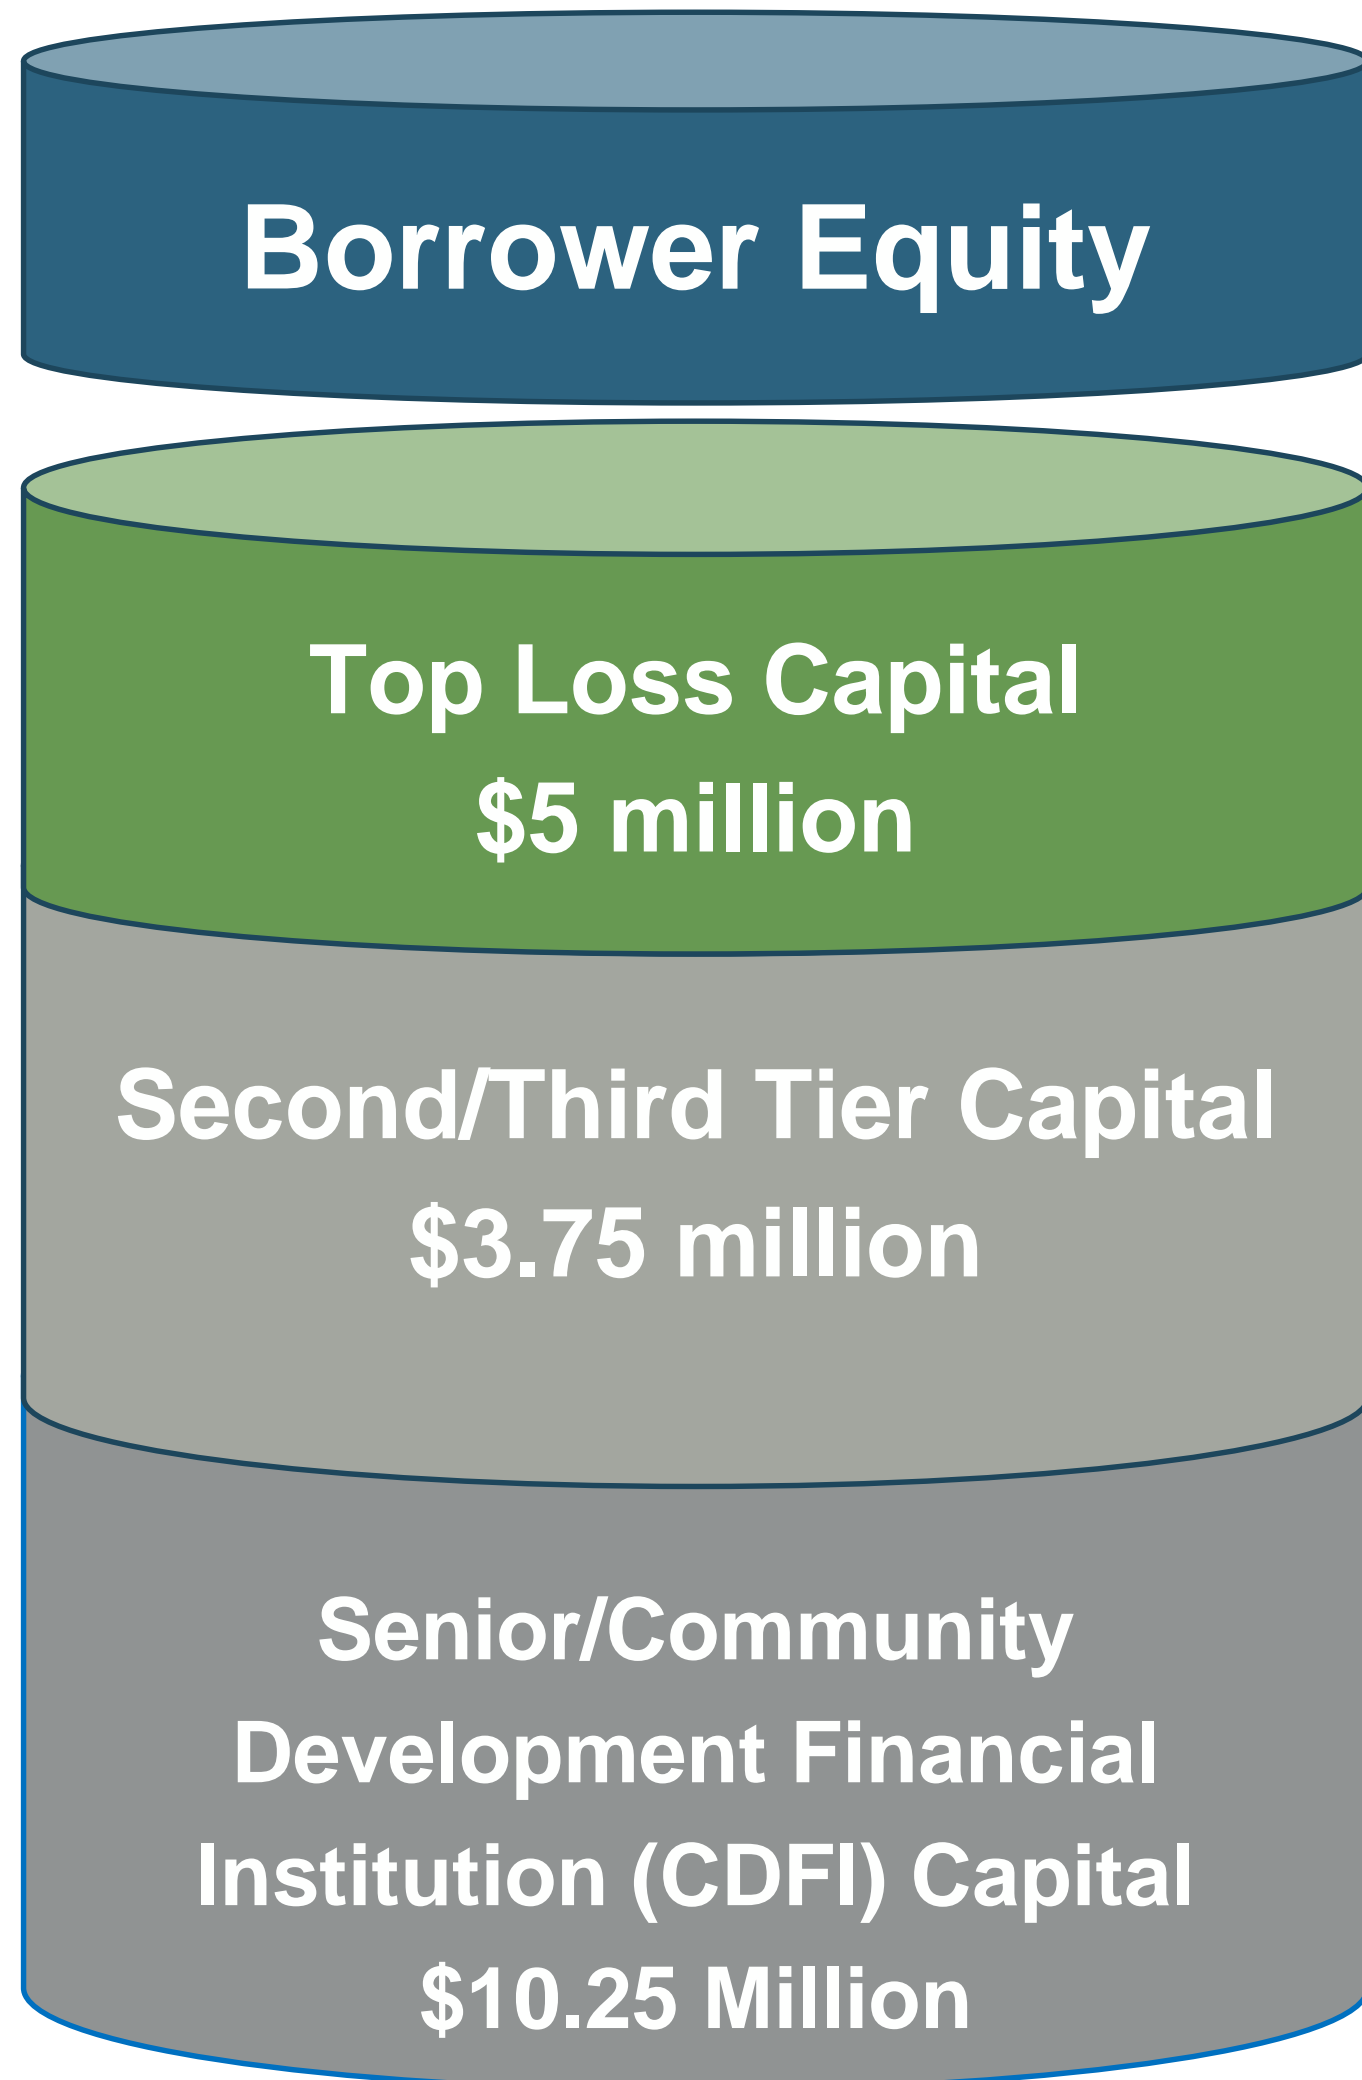 Borrower Equity
Top Loss Capital
$5 million
Second/Third Tier Capital
$3.75 million
Senior/Community
Development Financial
Institution (CDFI) Capital
$10.25 Million